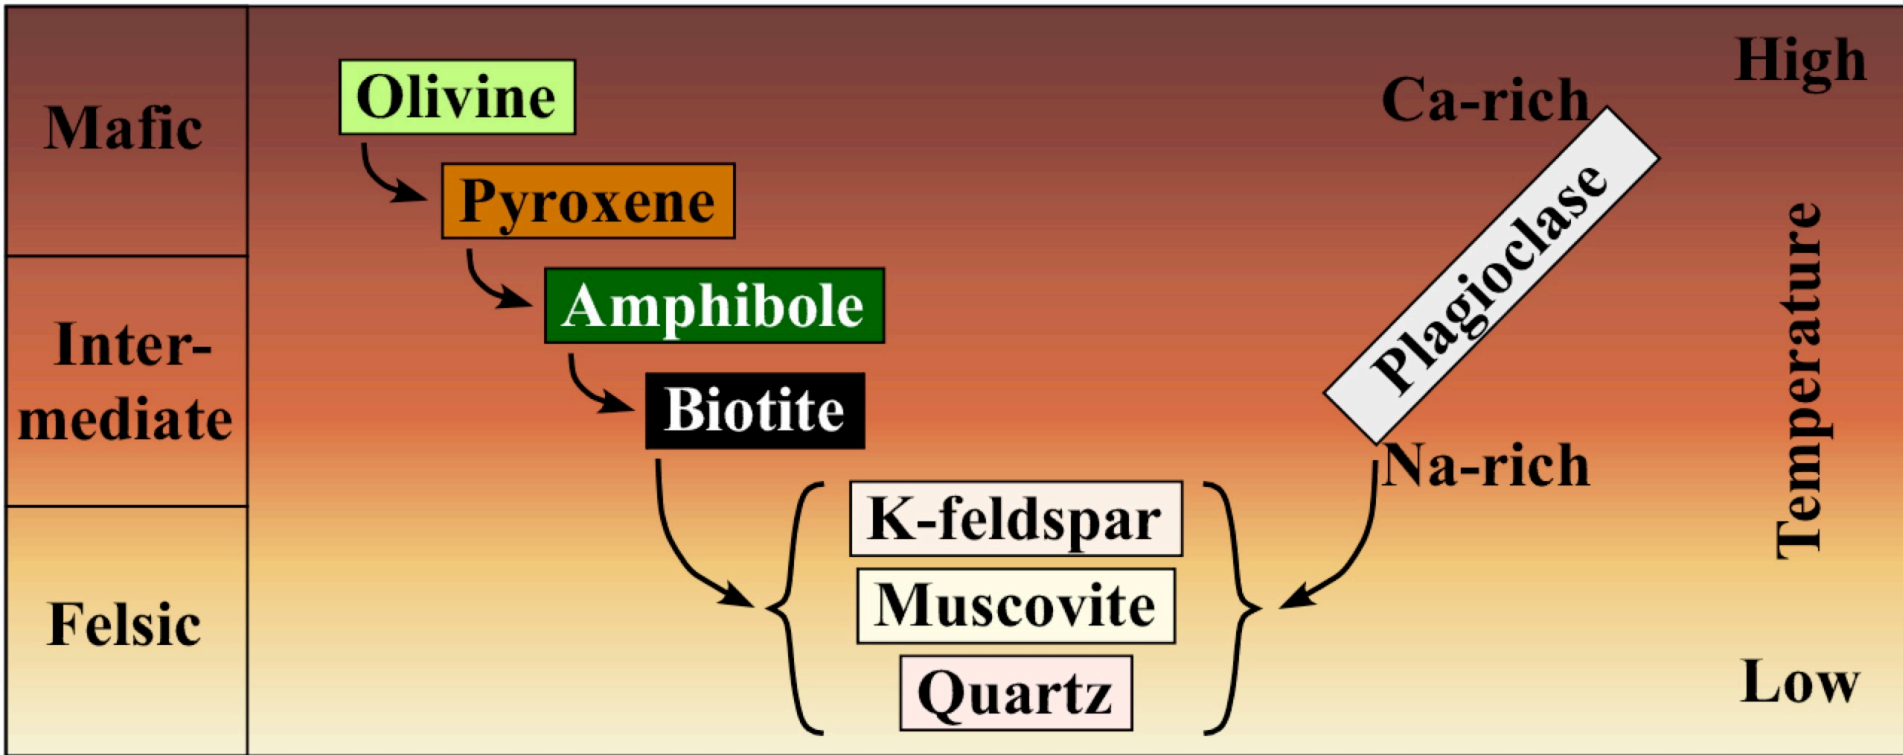 Mafic
Inter-
mediate
Felsic
Olivine
Pyroxene
Amphibole
Biotite
K-feldspar
Muscovite
Quartz
Ca-rich
Plagioclase
Na-rich
High
Temperature
Low